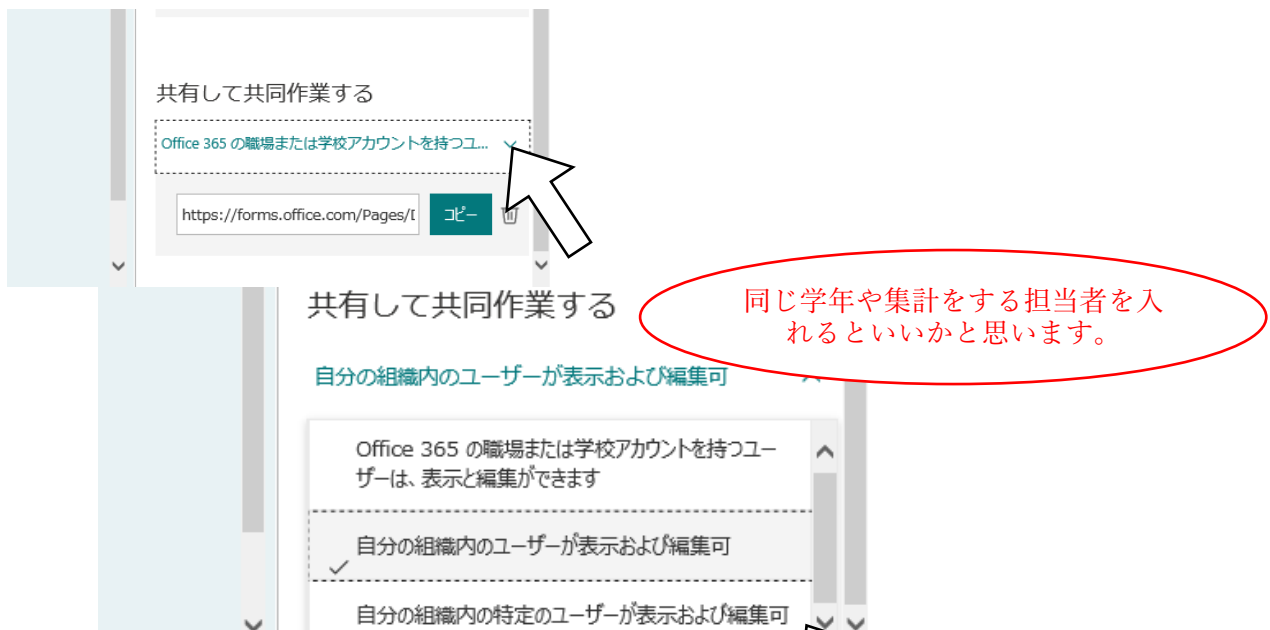 共有して共同作業する
Office 365 の職場または学校アカウントを持つユ...
https://forms.office.com/Pages/I
コピー
共有して共同作業する
同じ学年や集計をする担当者を入
れるといいかと思います。
自分の組織内のユーザーが表示および編集可
Office 365 の職場または学校アカウントを持つユー
ザーは、表示と編集ができます
自分の組織内のユーザーが表示および編集可
自分の組織内の特定のユーザーが表示および編集可